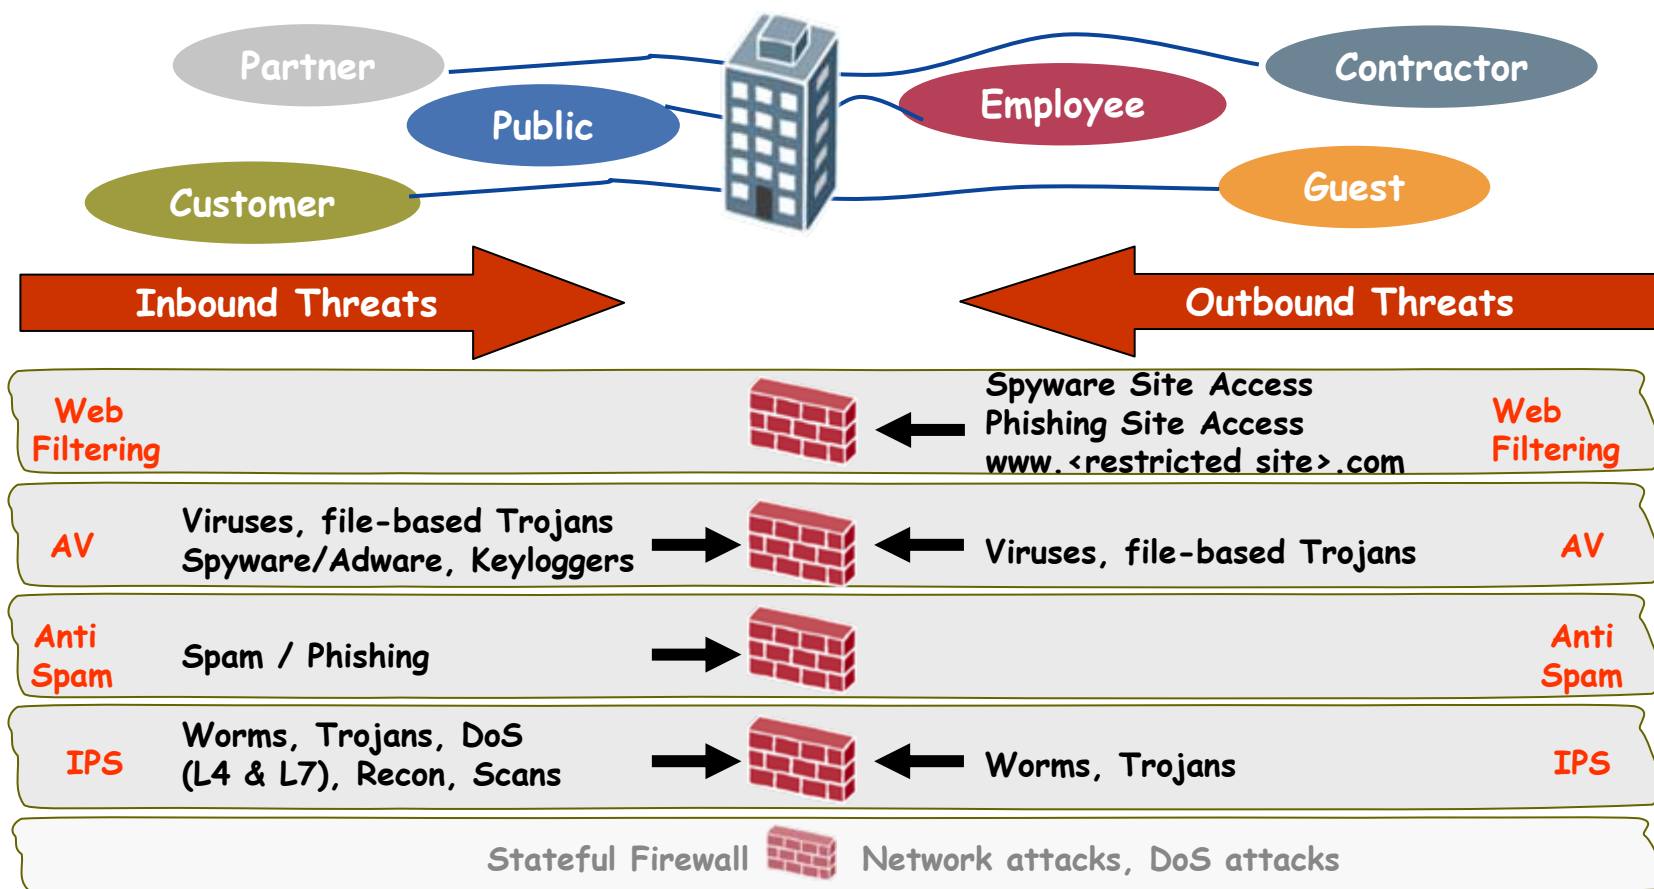 Partner
Contractor
Public
Employee
Customer
Guest
Inbound Threats
Outbound Threats
Web
Filtering
Spyware Site Access
Phishing Site Access
www.<restricted site>.com
Web
Filtering
AV
Viruses, file-based Trojans
Spyware/Adware, Keyloggers
Viruses, file-based Trojans
AV
Anti
Spam
Spam / Phishing
Anti
Spam
IPS
Worms, Trojans, DoS
(L4 & L7), Recon, Scans
Worms, Trojans
IPS
Stateful Firewall
Network attacks, DoS attacks